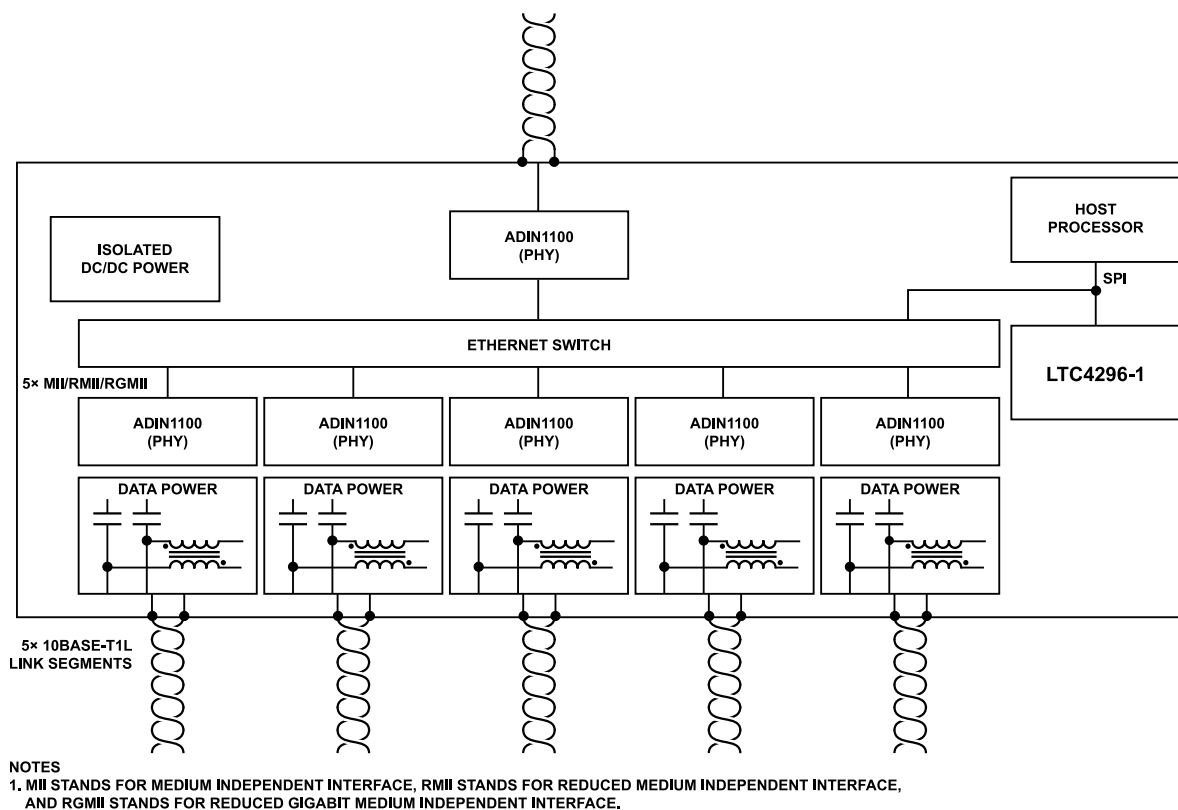 ADIN1100
(PHY)
HOST
PROCESSOR
ISOLATED
DC/DC POWER
SPI
ETHERNET SWITCH
LTC4296-1
5× MII/RMII/RGMII
ADIN1100
(PHY)
ADIN1100
(PHY)
ADIN1100
(PHY)
ADIN1100
(PHY)
ADIN1100
(PHY)
DATA POWER
DATA POWER
DATA POWER
DATA POWER
DATA POWER
5× 10BASE-T1L
LINK SEGMENTS
NOTES
1. MII STANDS FOR MEDIUM INDEPENDENT INTERFACE, RMII STANDS FOR REDUCED MEDIUM INDEPENDENT INTERFACE,
AND RGMII STANDS FOR REDUCED GIGABIT MEDIUM INDEPENDENT INTERFACE.